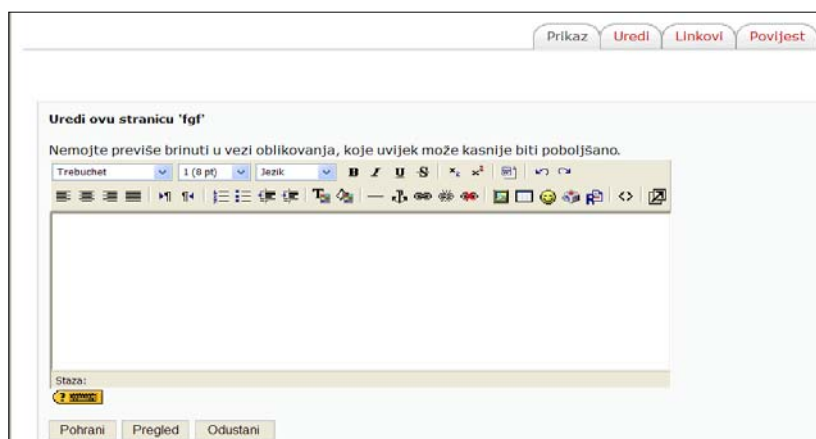 Prikaz Uredi Linkovi Povijest
Uredi ovu stranicu 'fgf'
Nemojte previše brinuti u vezi oblikovanja, koje uvijek može kasnije biti poboljšano.
Trebuchet 1 (8 pt) Jezik B I U S
Staza:
?
Pohrani Pregled Odustani